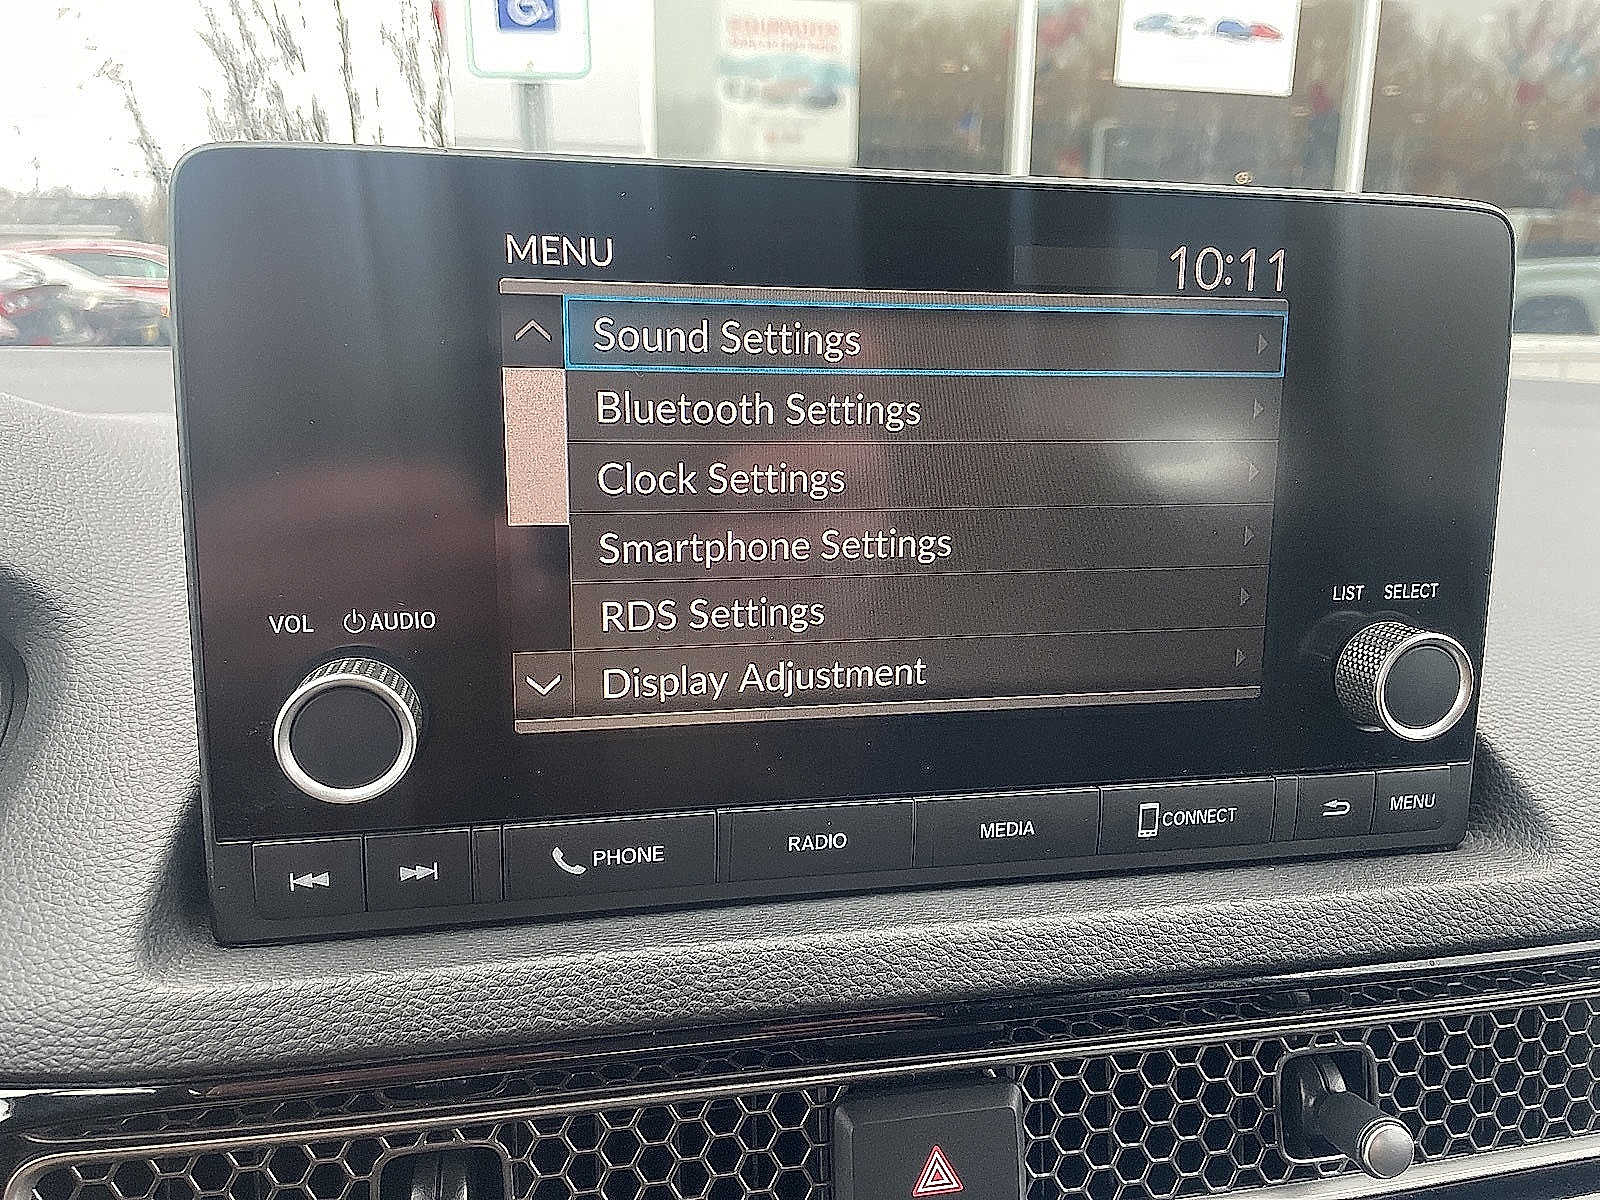 MENU
10:11
Sound Settings
Bluetooth Settings
Clock Settings
Smartphone Settings
RDS Settings
Display Adjustment
VOL AUDIO
LIST SELECT
PHONE
RADIO
MEDIA
CONNECT
MENU